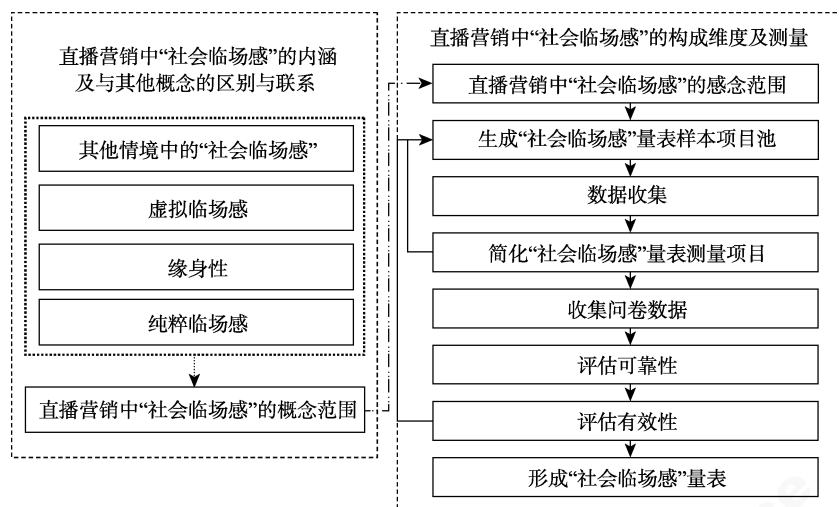 直播营销中“社会临场感”的内涵
及与其他概念的区别与联系
其他情境中的“社会临场感”
虚拟临场感
缘身性
纯粹临场感
直播营销中“社会临场感”的概念范围
直播营销中“社会临场感”的构成维度及测量
直播营销中“社会临场感”的感念范围
生成“社会临场感”量表样本项目池
数据收集
简化“社会临场感”量表测量项目
收集问卷数据
评估可靠性
评估有效性
形成“社会临场感”量表